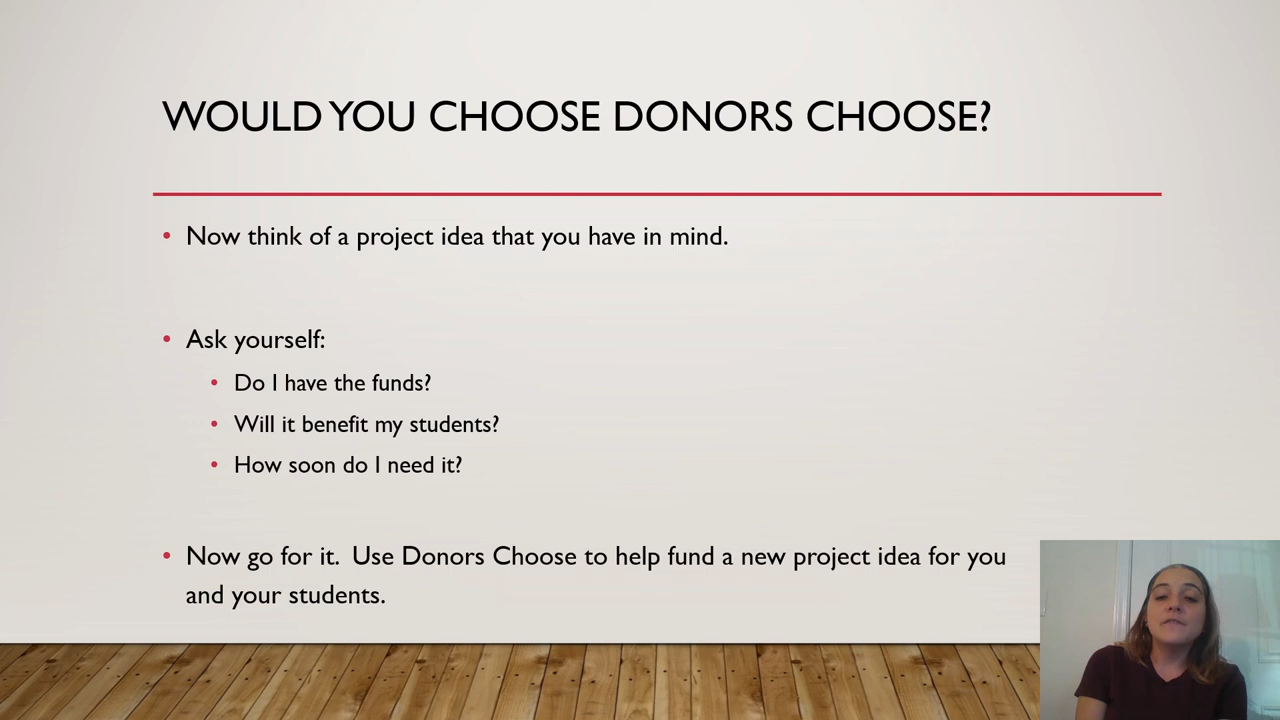 WOULD YOU CHOOSE DONORS CHOOSE?
• Now think of a project idea that you have in mind.
• Ask yourself:
• Do I have the funds?
• Will it benefit my students?
• How soon do I need it?
• Now go for it.  Use Donors Choose to help fund a new project idea for you
and your students.